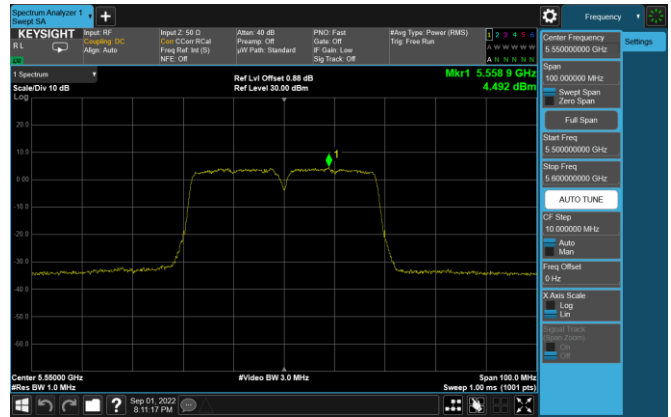 Spectrum Analyzer 1
Swept SA
Frequency
KEYSIGHT
Input: RF
Input Z: 50 Ω
Atten: 40 dB
PNO: Fast
#Avg Type: Power (RMS)
1 2 3 4 5 6
RL
Coupling: DC
Corr CCorr RCal
Preamp: Off
Gate: Off
Trig: Free Run
Align: Auto
Freq Ref: Int (S)
µW Path: Standard
IF Gain: Low
A W W W W W
NFE: Off
Sig Track: Off
A N N N N N
1 Spectrum
Ref Lvl Offset 0.88 dB
Mkr1 5.558 9 GHz
Scale/Div 10 dB
Ref Level 30.00 dBm
4.492 dBm
Log
20.0
10.0
0.00
-10.0
-20.0
-30.0
-40.0
-50.0
-60.0
1
Center 5.55000 GHz
#Video BW 3.0 MHz
Span 100.0 MHz
#Res BW 1.0 MHz
Sweep 1.00 ms (1001 pts)
Sep 01, 2022
8:11:17 PM
Center Frequency
5.550000000 GHz
Settings
Span
100.000000 MHz
Swept Span
Zero Span
Full Span
Start Freq
5.500000000 GHz
Stop Freq
5.600000000 GHz
AUTO TUNE
CF Step
10.000000 MHz
Auto
Man
Freq Offset
0 Hz
X Axis Scale
Log
Lin
Signal Track
(Span Zoom)
On
Off